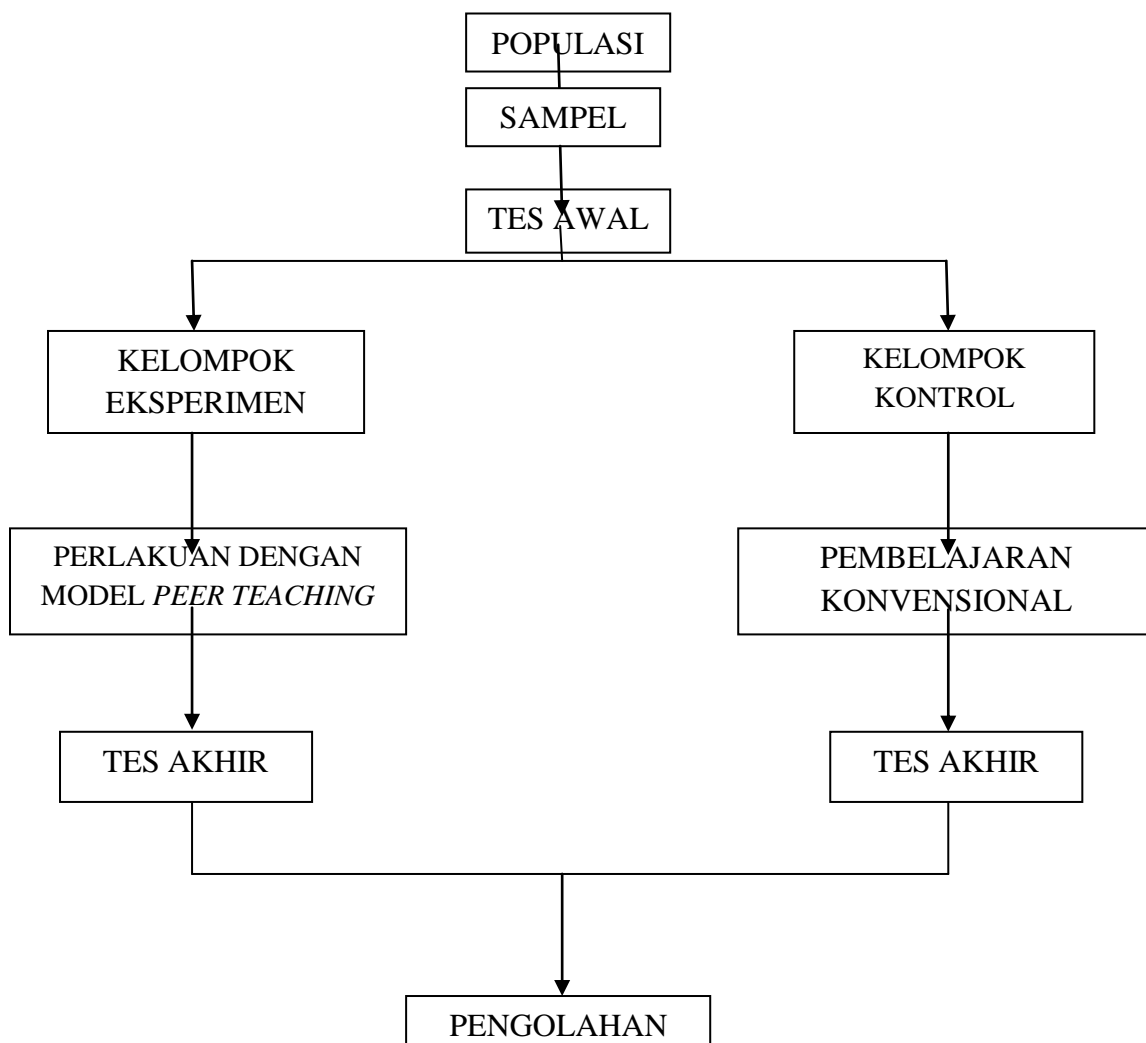 POPULASI
SAMPEL
TES AWAL
KELOMPOK
EKSPERIMEN
KELOMPOK
KONTROL
PERLAKUAN DENGAN
MODEL PEER TEACHING
PEMBELAJARAN
KONVENSIONAL
TES AKHIR
TES AKHIR
PENGOLAHAN